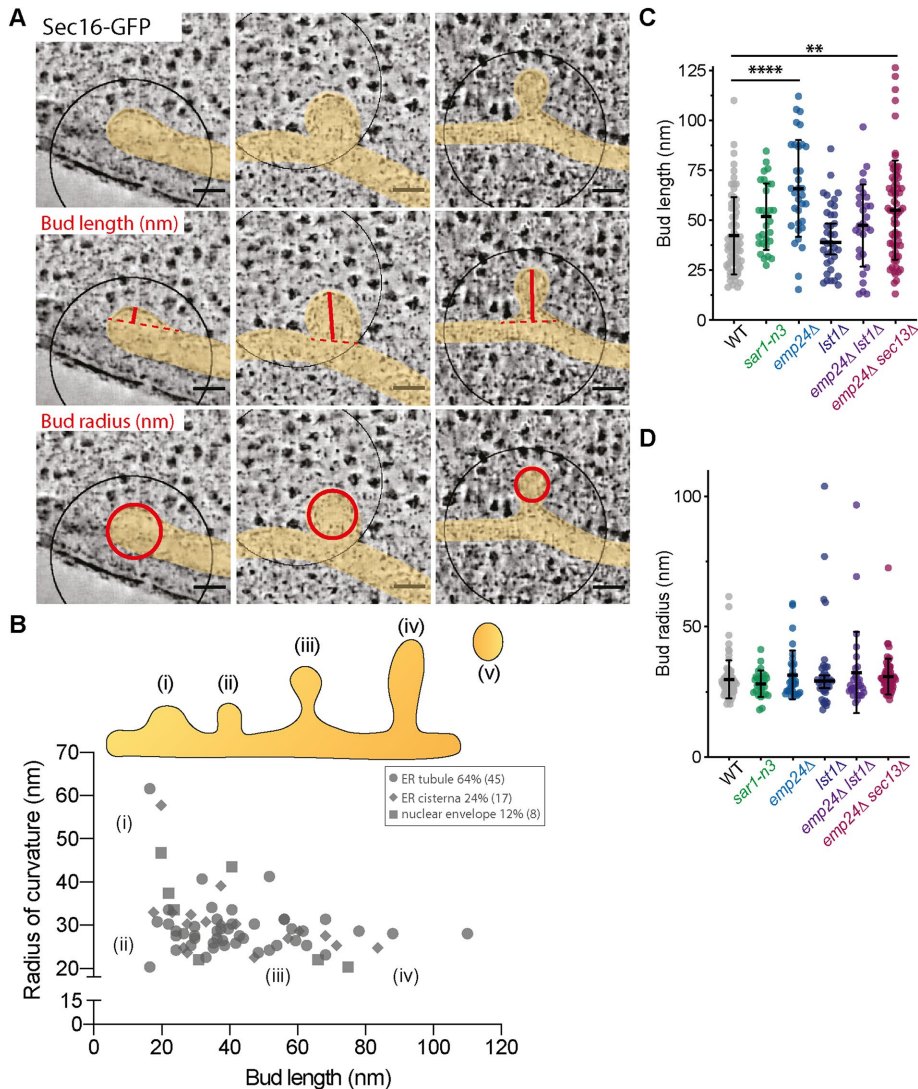 A
Sec16-GFP
Bud length (nm)
Bud radius (nm)
B
(i)
(ii)
(iii)
(iv)
(v)
Radius of curvature (nm)
70
60
50
40
30
20
15
0
(i)
(ii)
(iii)
(iv)
ER tubule 64% (45)
ER cisterna 24% (17)
nuclear envelope 12% (8)
0 20 40 60 80 100 120
Bud length (nm)
C
**
****
Bud length (nm)
125
100
75
50
25
0
WT
sar1-n3
emp24Δ
lst1Δ
emp24Δ lst1Δ
emp24Δ sec13Δ
D
Bud radius (nm)
100
50
0
WT
sar1-n3
emp24Δ
lst1Δ
emp24Δ lst1Δ
emp24Δ sec13Δ